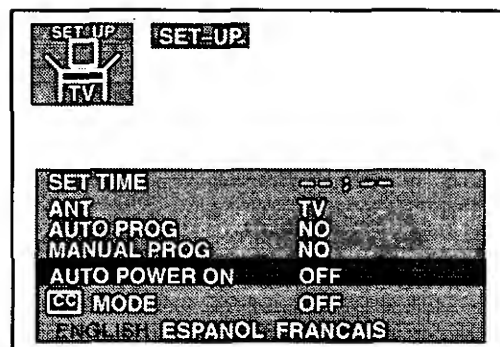 SET UP
SET-UP
TV
SET TIME -- : --
ANT TV
AUTO PROG NO
MANUAL PROG NO
AUTO POWER ON OFF
CC MODE OFF
ENGLISH ESPANOL FRANCAIS